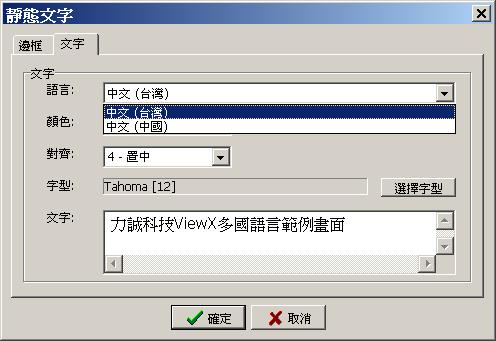 靜態文字
邊框
文字
文字
語言:
中文 (台灣)
中文 (台灣)
中文 (中國)
顏色:
對齊:
4 - 置中
字型:
Tahoma [12]
選擇字型
文字:
力誠科技ViewX多國語言範例畫面
確定
取消